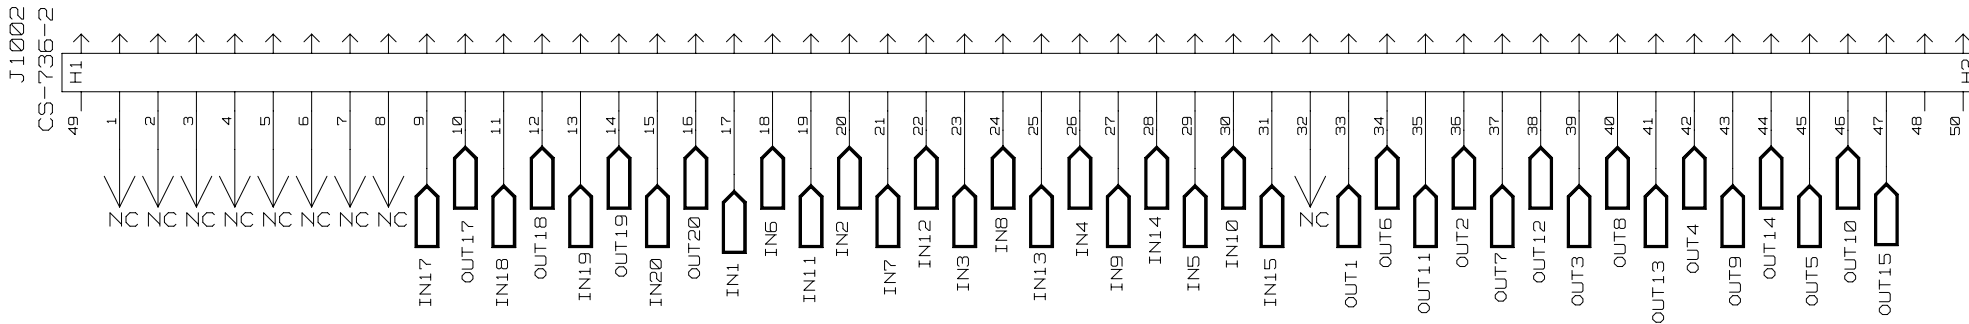 J1002
CS-736-2
H1
H2
49 1 2 3 4 5 6 7 8 9 10 11 12 13 14 15 16 17 18 19 20 21 22 23 24 25 26 27 28 29 30 31 32 33 34 35 36 37 38 39 40 41 42 43 44 45 46 47 48 50
NC NC NC NC NC NC NC NC IN17 OUT17 IN18 OUT18 IN19 OUT19 IN20 OUT20 IN1 IN6 IN11 IN2 IN7 IN12 IN3 IN8 IN13 IN4 IN9 IN14 IN5 IN10 IN15 NC OUT1 OUT6 OUT11 OUT2 OUT7 OUT12 OUT3 OUT8 OUT13 OUT4 OUT9 OUT14 OUT5 OUT10 OUT15